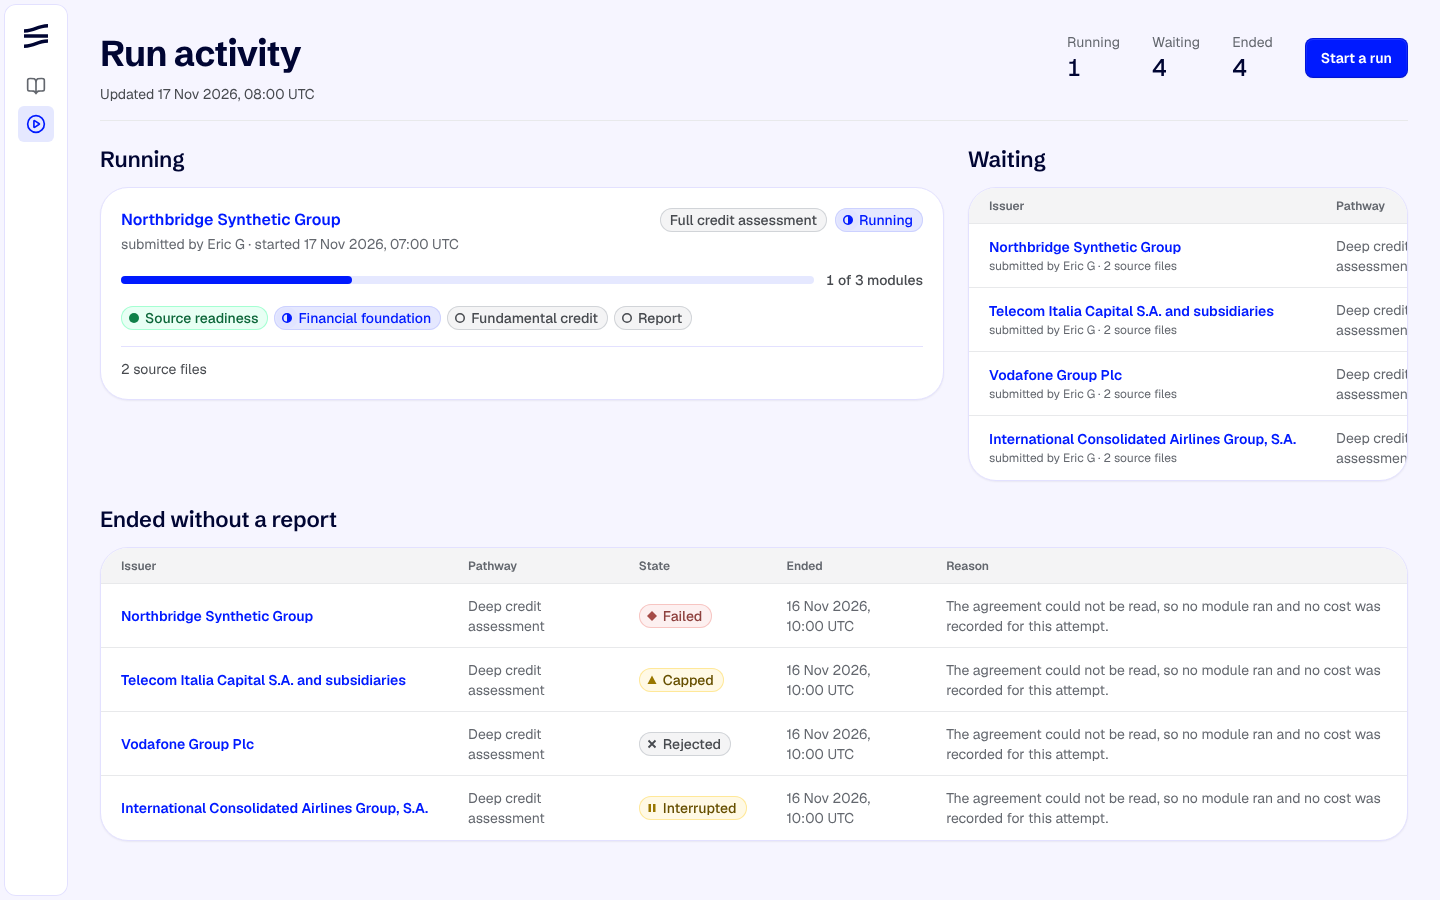 Run activity
Updated 17 Nov 2026, 08:00 UTC
Running
1
Waiting
4
Ended
4
Start a run
Running
Northbridge Synthetic Group
submitted by Eric G · started 17 Nov 2026, 07:00 UTC
Full credit assessment
Running
1 of 3 modules
Source readiness
Financial foundation
Fundamental credit
Report
2 source files
Waiting
Issuer Pathway
Northbridge Synthetic Group
submitted by Eric G · 2 source files
Deep credit
assessmen
Telecom Italia Capital S.A. and subsidiaries
submitted by Eric G · 2 source files
Deep credit
assessmen
Vodafone Group Plc
submitted by Eric G · 2 source files
Deep credit
assessmen
International Consolidated Airlines Group, S.A.
submitted by Eric G · 2 source files
Deep credit
assessmen
Ended without a report
Issuer Pathway State Ended Reason
Northbridge Synthetic Group
Deep credit
assessment
Failed
16 Nov 2026,
10:00 UTC
The agreement could not be read, so no module ran and no cost was
recorded for this attempt.
Telecom Italia Capital S.A. and subsidiaries
Deep credit
assessment
Capped
16 Nov 2026,
10:00 UTC
The agreement could not be read, so no module ran and no cost was
recorded for this attempt.
Vodafone Group Plc
Deep credit
assessment
Rejected
16 Nov 2026,
10:00 UTC
The agreement could not be read, so no module ran and no cost was
recorded for this attempt.
International Consolidated Airlines Group, S.A.
Deep credit
assessment
Interrupted
16 Nov 2026,
10:00 UTC
The agreement could not be read, so no module ran and no cost was
recorded for this attempt.